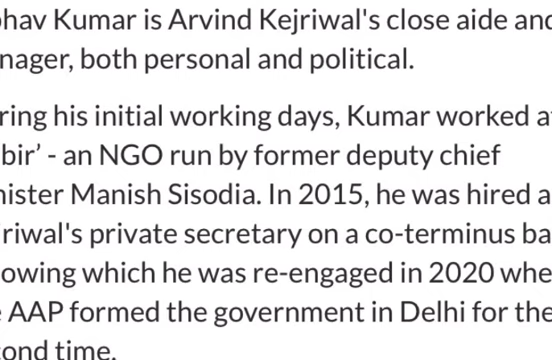 bhav Kumar is Arvind Kejriwal's close aide and
nager, both personal and political.
ring his initial working days, Kumar worked at
bir’ - an NGO run by former deputy chief
nister Manish Sisodia. In 2015, he was hired a
riwal's private secretary on a co-terminus ba
owing which he was re-engaged in 2020 whe
e AAP formed the government in Delhi for the
cond time.